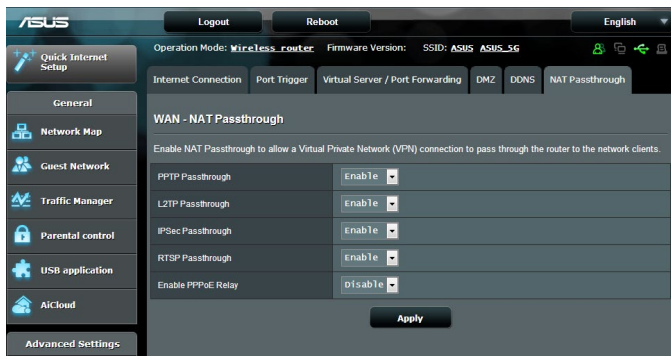 ASUS
Logout
Reboot
English
Quick Internet
Setup
Operation Mode: Wireless router Firmware Version: SSID: ASUS ASUS_5G
Internet Connection
Port Trigger
Virtual Server / Port Forwarding
DMZ
DDNS
NAT Passthrough
General
Network Map
Guest Network
Traffic Manager
Parental control
USB application
AiCloud
Advanced Settings
WAN - NAT Passthrough
Enable NAT Passthrough to allow a Virtual Private Network (VPN) connection to pass through the router to the network clients.
PPTP Passthrough Enable
L2TP Passthrough Enable
IPSec Passthrough Enable
RTSP Passthrough Enable
Enable PPPoE Relay Disable
Apply